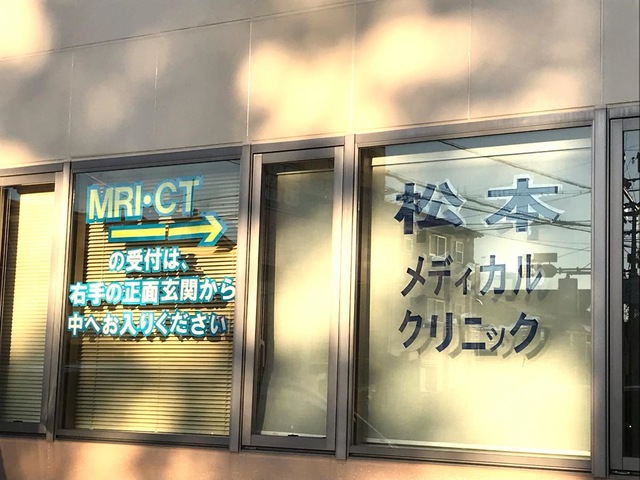 MRI・CT
の受付は、
右手の正面玄関から
中へお入りください
松本
メディカル
クリニック